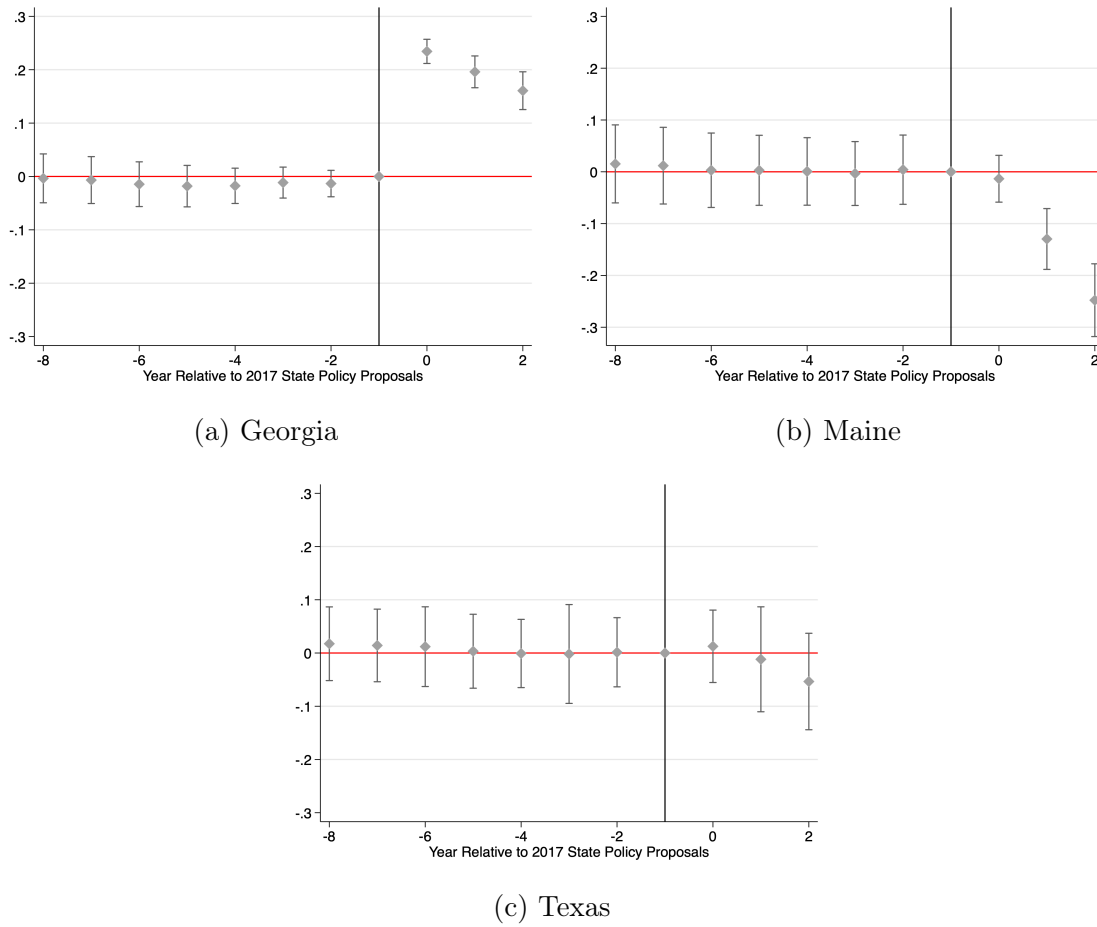 .3
.2
.1
0
-.1
-.2
-.3
-8 -6 -4 -2 0 2
Year Relative to 2017 State Policy Proposals
(a) Georgia
.3
.2
.1
0
-.1
-.2
-.3
-8 -6 -4 -2 0 2
Year Relative to 2017 State Policy Proposals
(b) Maine
.3
.2
.1
0
-.1
-.2
-.3
-8 -6 -4 -2 0 2
Year Relative to 2017 State Policy Proposals
(c) Texas